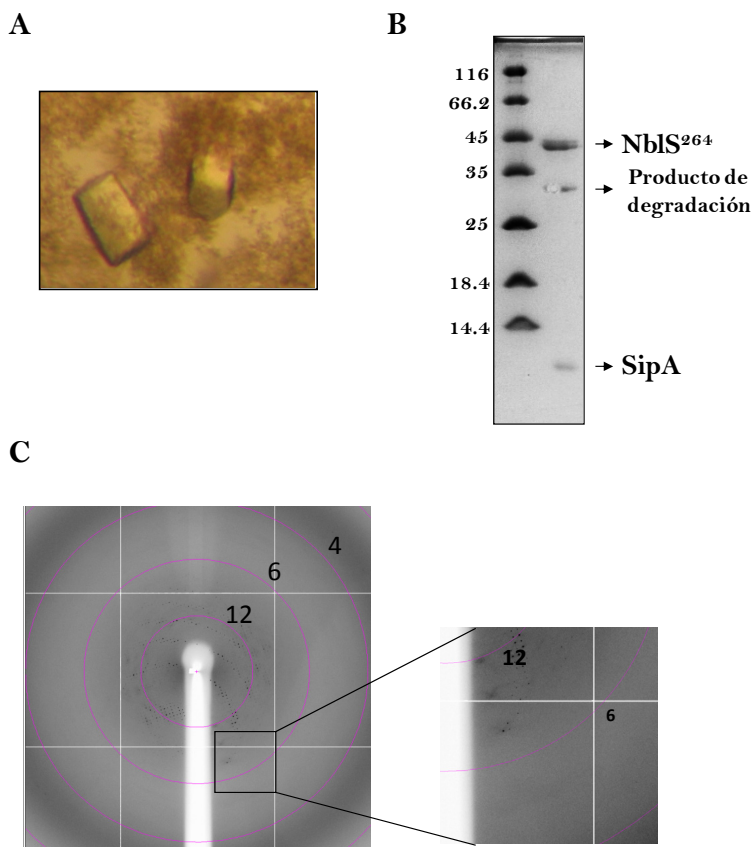 A
B
116
66.2
45
35
25
18.4
14.4
NblS²⁶⁴
Producto de
degradación
SipA
C
4
6
12
12
6